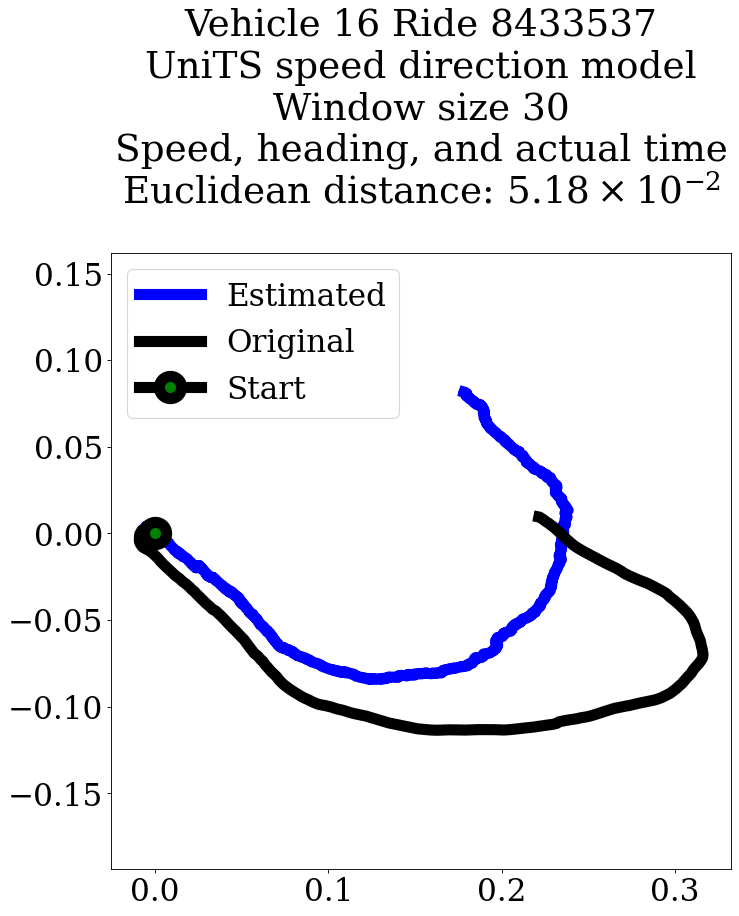 Vehicle 16 Ride 8433537
UniTS speed direction model
Window size 30
Speed, heading, and actual time
Euclidean distance: 5.18 × 10⁻²
Estimated
Original
Start
0.15
0.10
0.05
0.00
−0.05
−0.10
−0.15
0.0 0.1 0.2 0.3